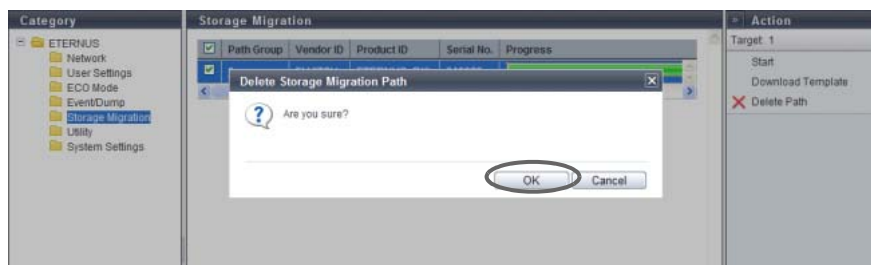 Category
Storage Migration
Action
ETERNUS
Network
User Settings
ECO Mode
Event/Dump
Storage Migration
Utility
System Settings
Path Group Vendor ID Product ID Serial No. Progress
Target: 1
Start
Download Template
Delete Path
Delete Storage Migration Path
Are you sure?
OK Cancel